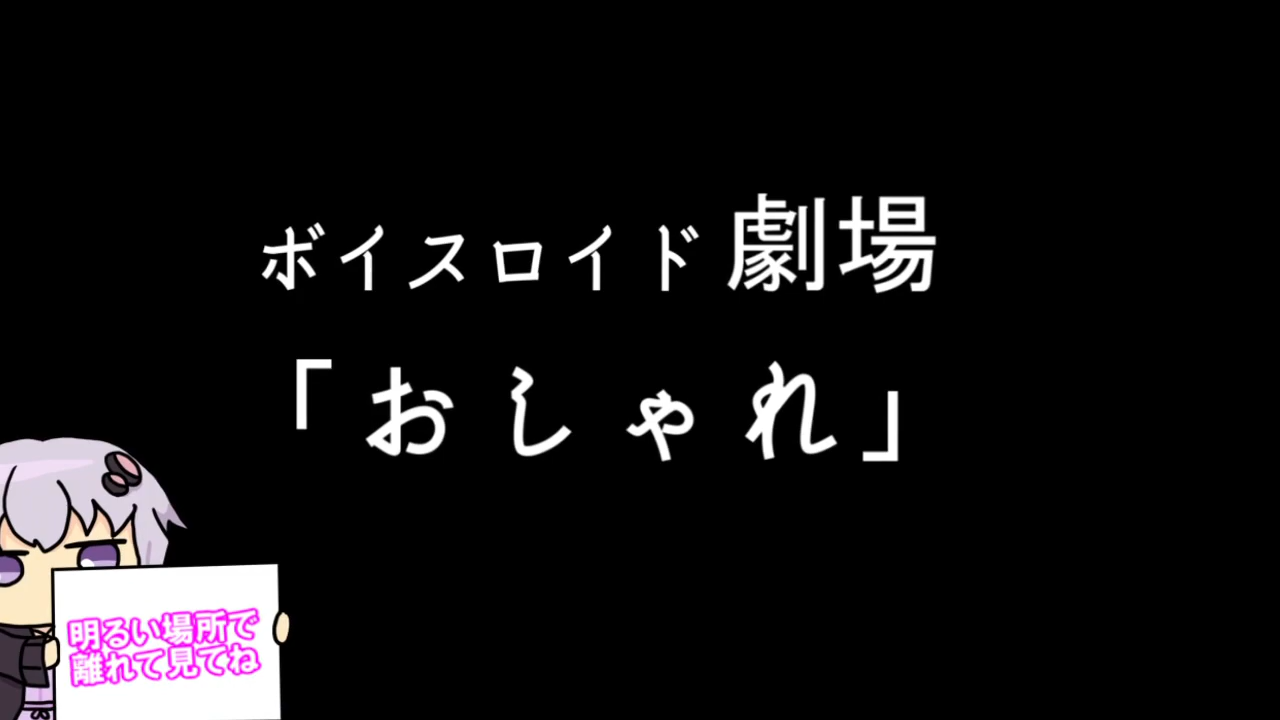 ボイスロイド劇場
「おしゃれ」
明るい場所で
離れて見てね